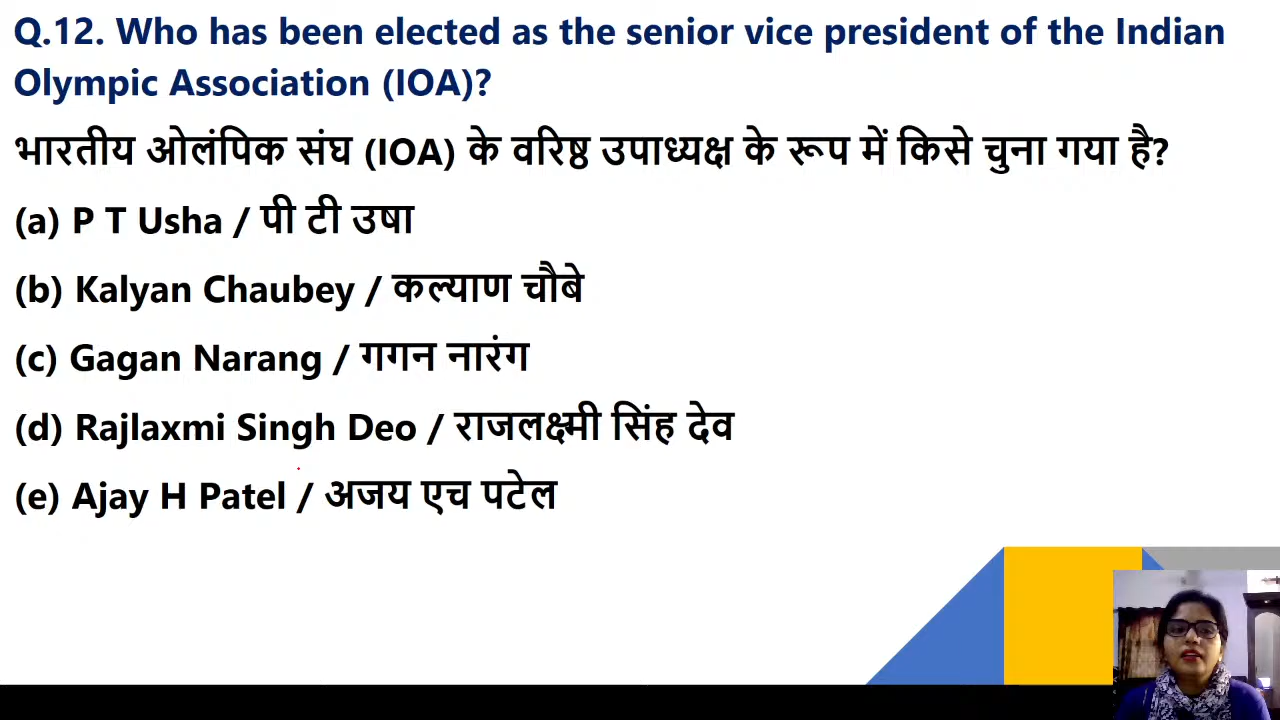 Q.12. Who has been elected as the senior vice president of the Indian
Olympic Association (IOA)?
भारतीय ओलंपिक संघ (IOA) के वरिष्ठ उपाध्यक्ष के रूप में किसे चुना गया है?
(a) P T Usha / पी टी उषा
(b) Kalyan Chaubey / कल्याण चौबे
(c) Gagan Narang / गगन नारंग
(d) Rajlaxmi Singh Deo / राजलक्ष्मी सिंह देव
(e) Ajay H Patel / अजय एच पटेल